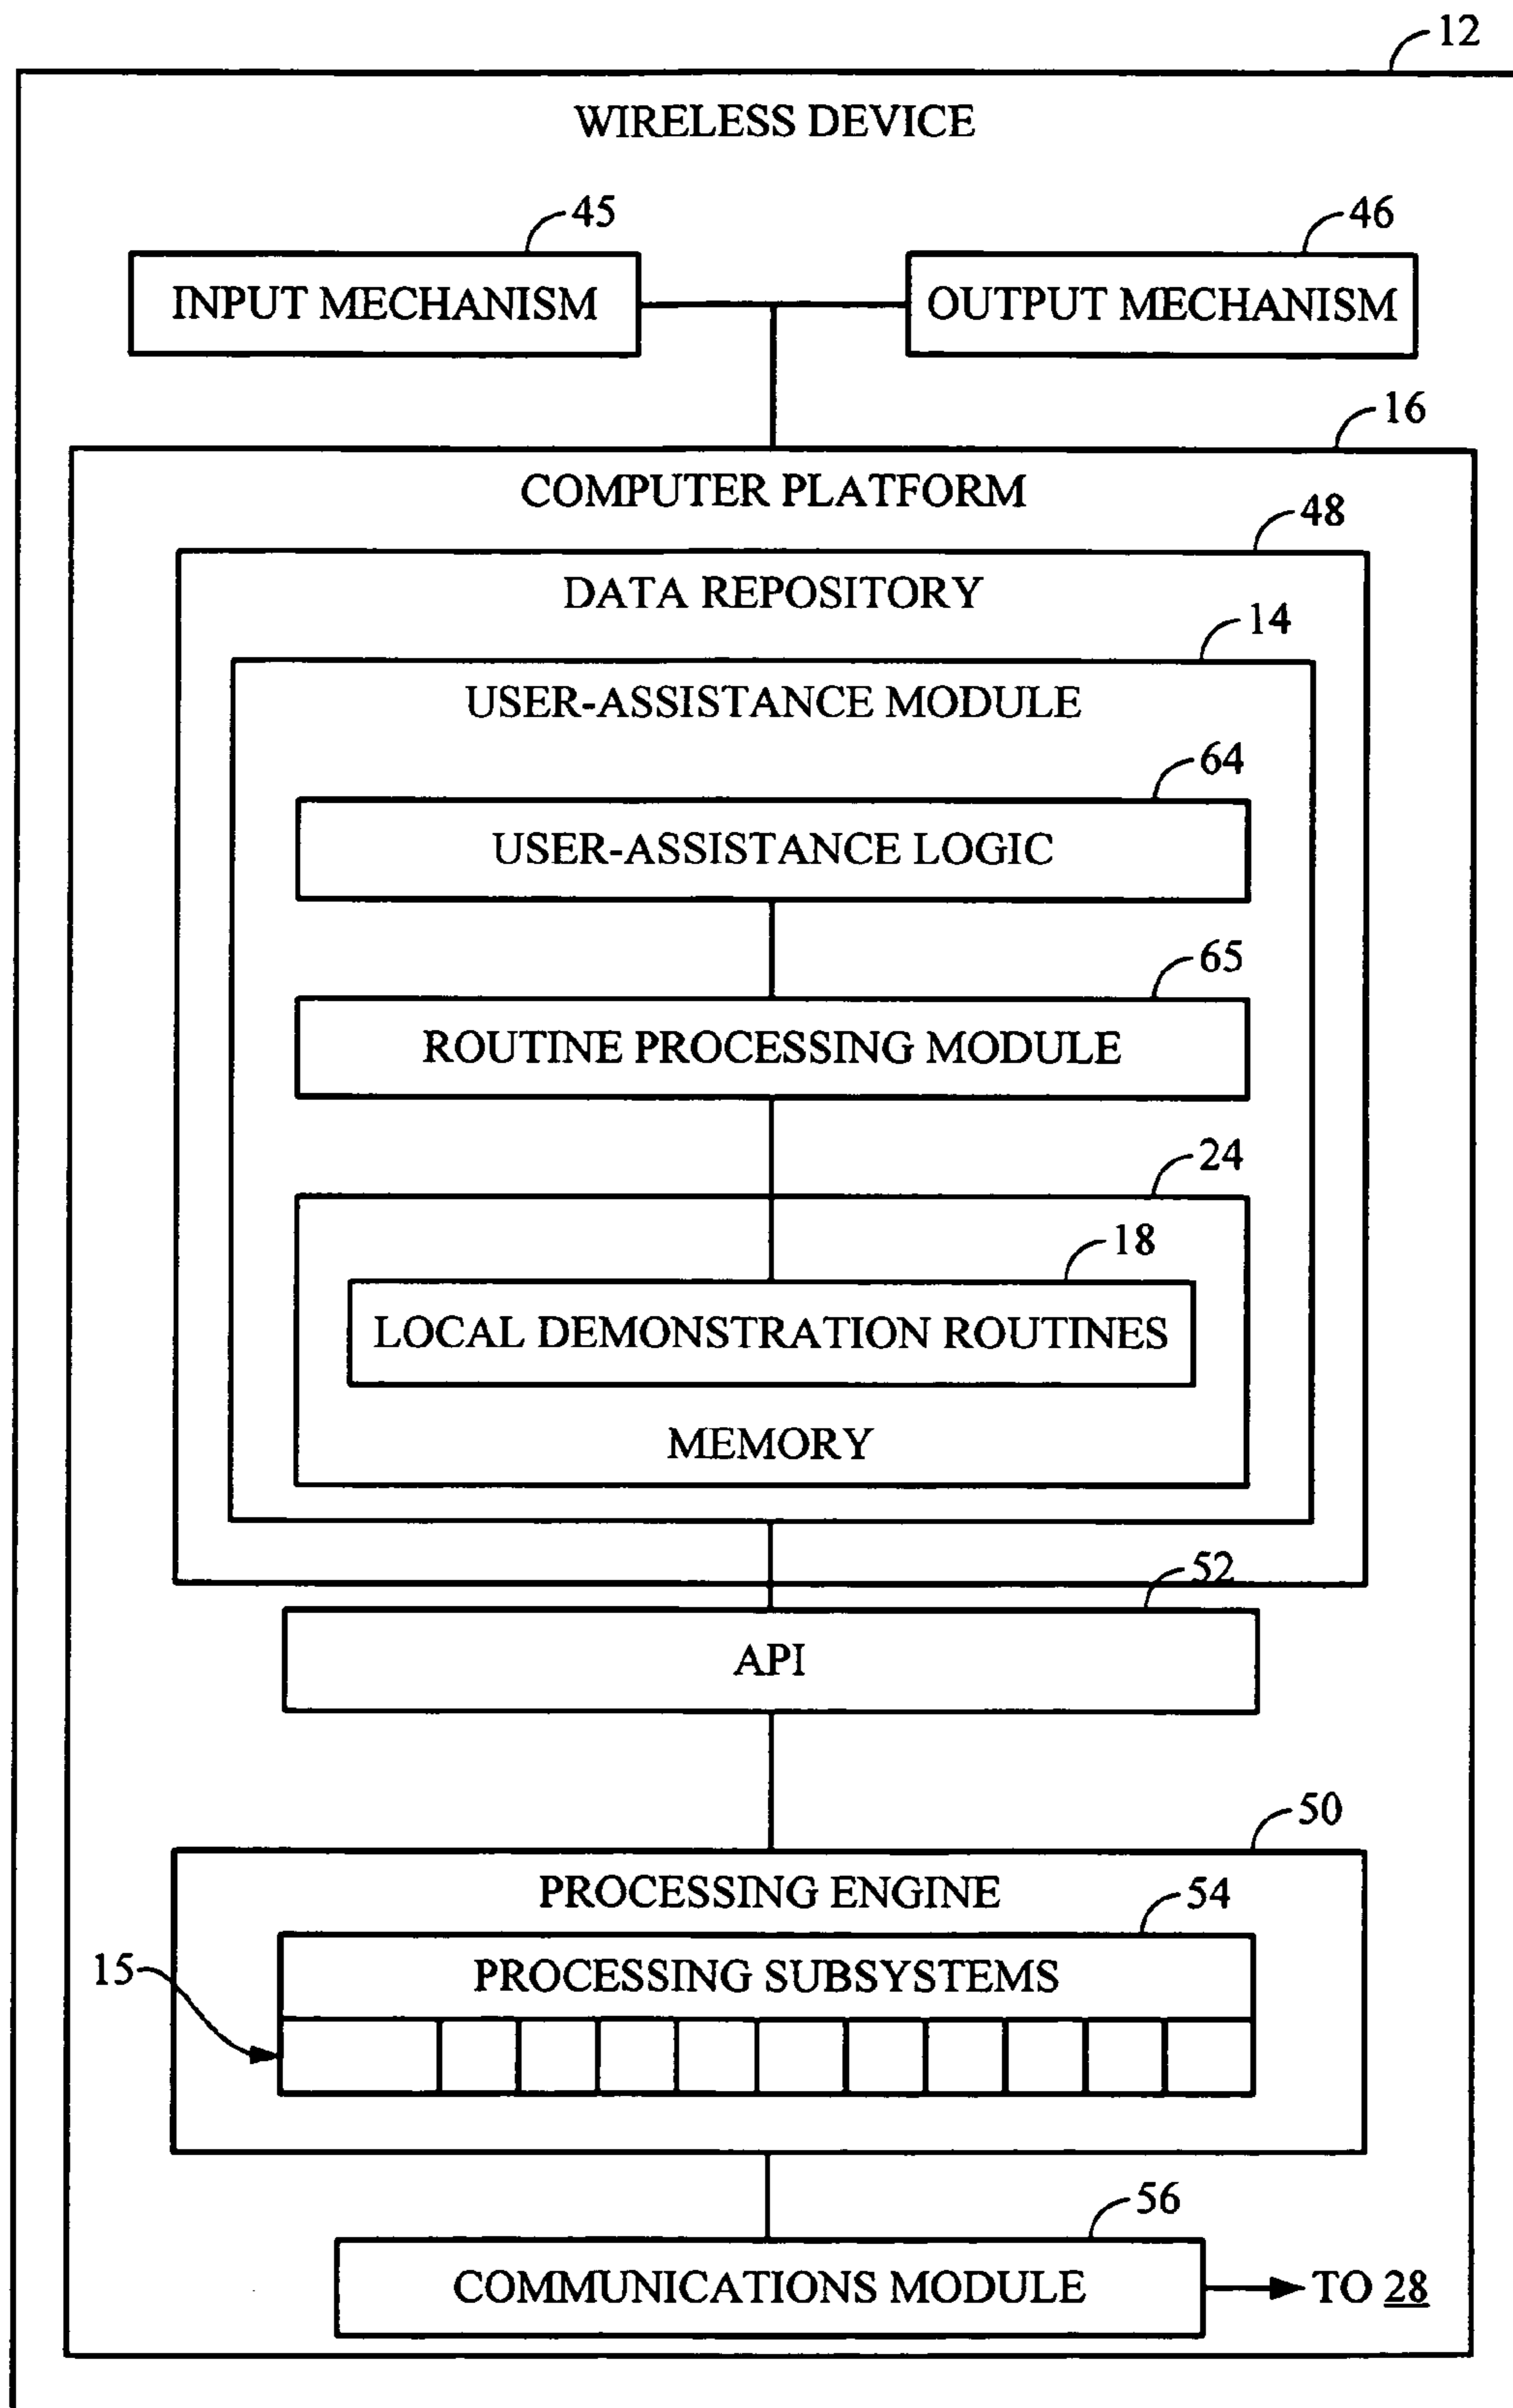 12
WIRELESS DEVICE
45
46
INPUT MECHANISM
OUTPUT MECHANISM
16
COMPUTER PLATFORM
48
DATA REPOSITORY
14
USER-ASSISTANCE MODULE
64
USER-ASSISTANCE LOGIC
65
ROUTINE PROCESSING MODULE
24
18
LOCAL DEMONSTRATION ROUTINES
MEMORY
52
API
50
PROCESSING ENGINE
54
15
PROCESSING SUBSYSTEMS
56
COMMUNICATIONS MODULE
TO 28